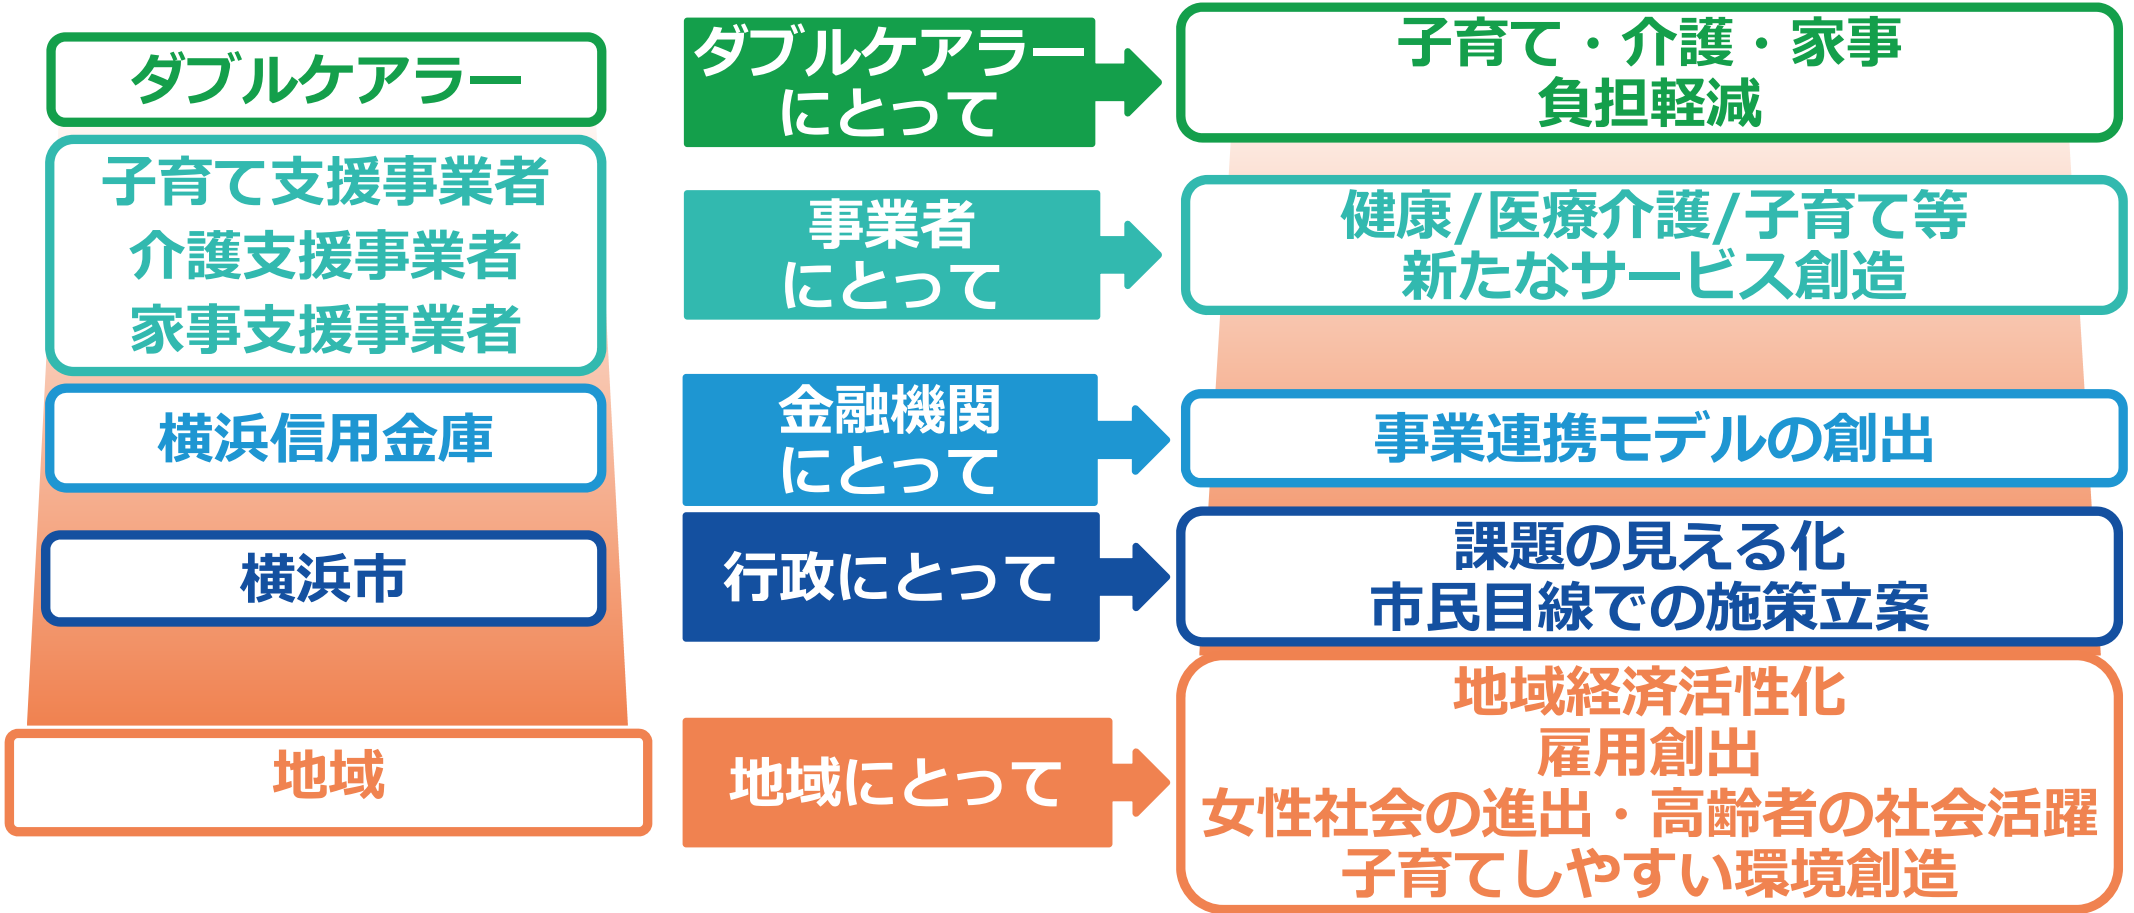 ダブルケアラー
子育て支援事業者
介護支援事業者
家事支援事業者
横浜信用金庫
横浜市
地域
ダブルケアラー
にとって
子育て・介護・家事
負担軽減
事業者
にとって
健康/医療介護/子育て等
新たなサービス創造
金融機関
にとって
事業連携モデルの創出
行政にとって
課題の見える化
市民目線での施策立案
地域にとって
地域経済活性化
雇用創出
女性社会の進出・高齢者の社会活躍
子育てしやすい環境創造